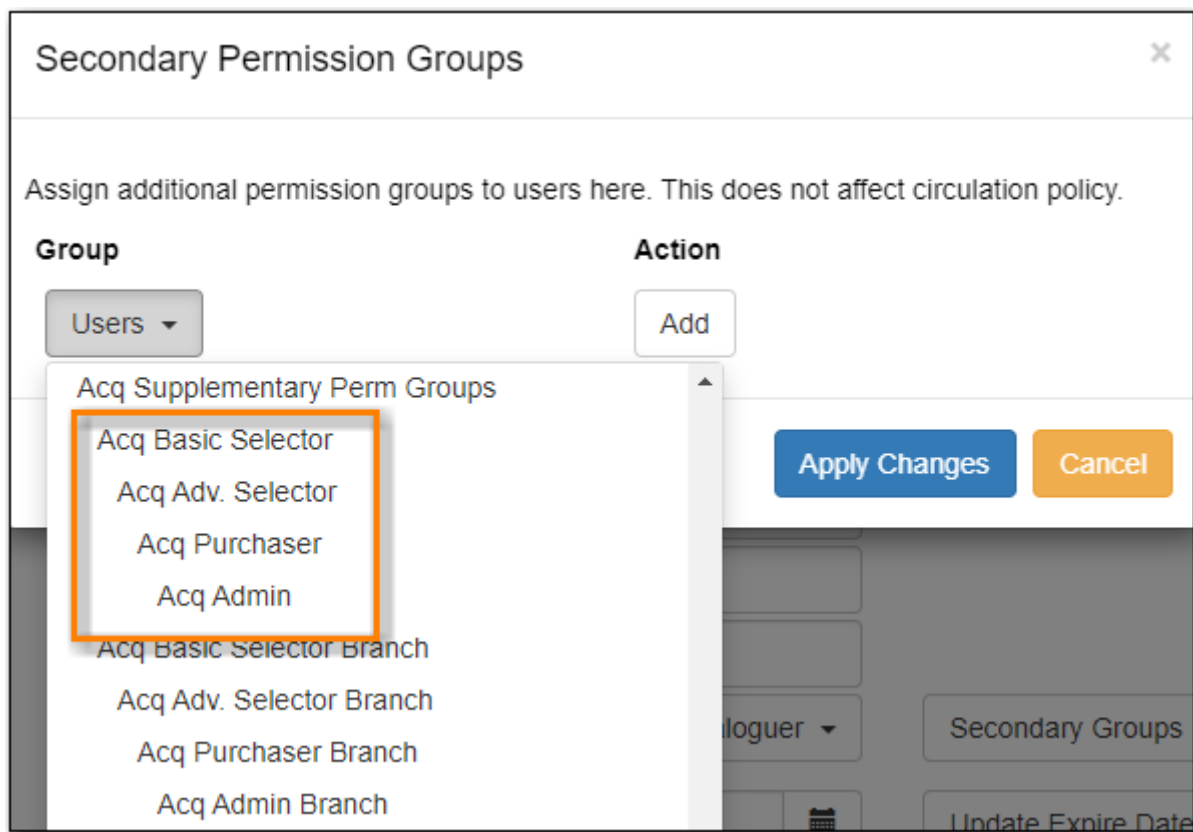 Secondary Permission Groups ×
Assign additional permission groups to users here. This does not affect circulation policy.
Group Action
Users Add
Acq Supplementary Perm Groups
Acq Basic Selector
Apply Changes Cancel
Acq Adv. Selector
Acq Purchaser
Acq Admin
Acq Basic Selector Branch
Acq Adv. Selector Branch
loguer Secondary Groups
Acq Purchaser Branch
Acq Admin Branch
Update Expire Date